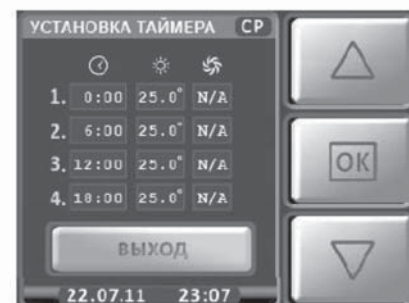 УСТАНОВКА ТАЙМЕРА СР
1. 0:00 25.0° N/A
2. 6:00 25.0° N/A
3. 12:00 25.0° N/A
4. 18:00 25.0° N/A
OK
ВЫХОД
22.07.11 23:07